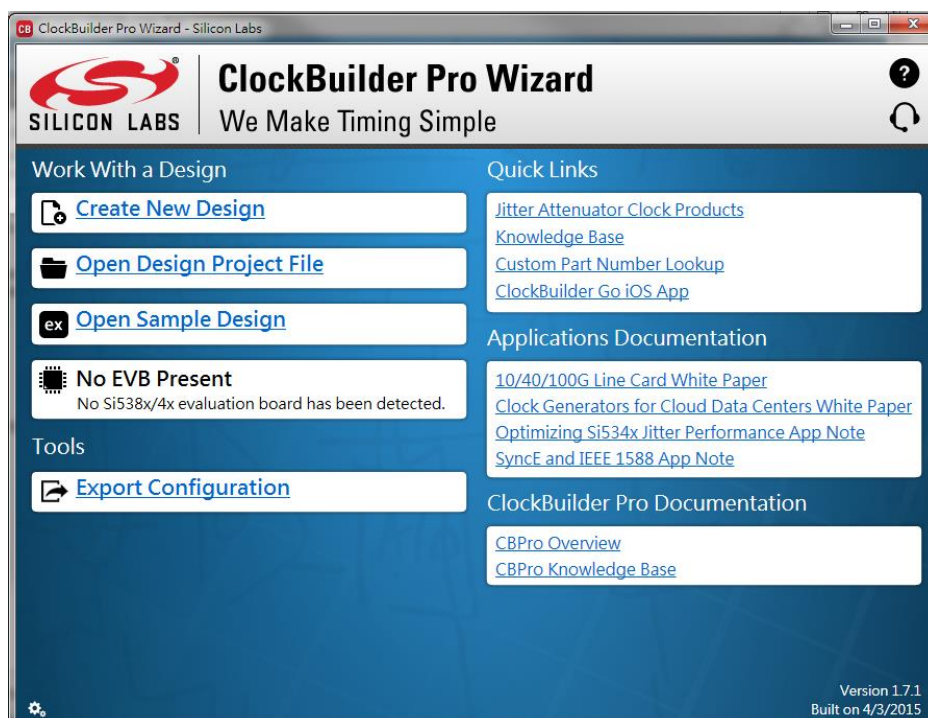 CB ClockBuilder Pro Wizard - Silicon Labs
SILICON LABS
ClockBuilder Pro Wizard
We Make Timing Simple
?
Work With a Design
Create New Design
Open Design Project File
ex Open Sample Design
No EVB Present
No Si538x/4x evaluation board has been detected.
Tools
Export Configuration
Quick Links
Jitter Attenuator Clock Products
Knowledge Base
Custom Part Number Lookup
ClockBuilder Go iOS App
Applications Documentation
10/40/100G Line Card White Paper
Clock Generators for Cloud Data Centers White Paper
Optimizing Si534x Jitter Performance App Note
SyncE and IEEE 1588 App Note
ClockBuilder Pro Documentation
CBPro Overview
CBPro Knowledge Base
Version 1.7.1
Built on 4/3/2015